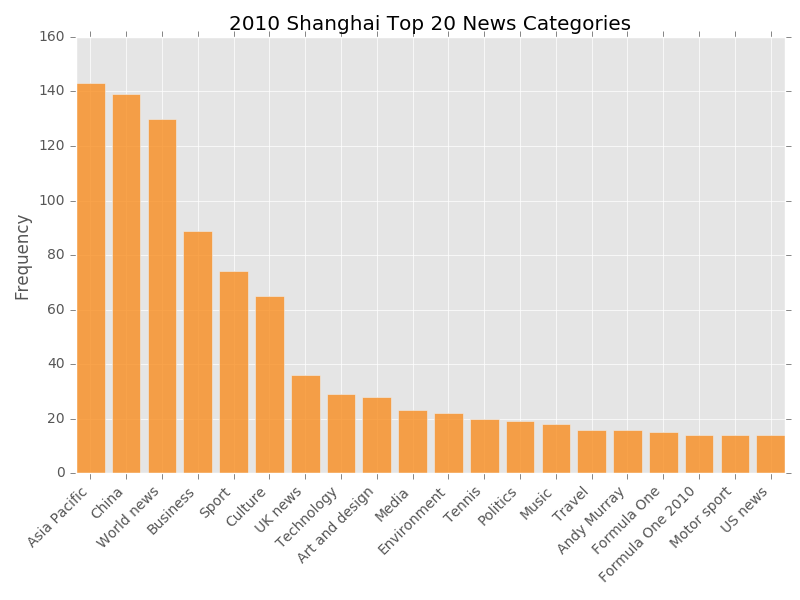 2010 Shanghai Top 20 News Categories
Frequency
160
140
120
100
80
60
40
20
0
Asia Pacific
China
World news
Business
Sport
Culture
UK news
Technology
Art and design
Media
Environment
Tennis
Politics
Music
Travel
Andy Murray
Formula One
Formula One 2010
Motor sport
US news